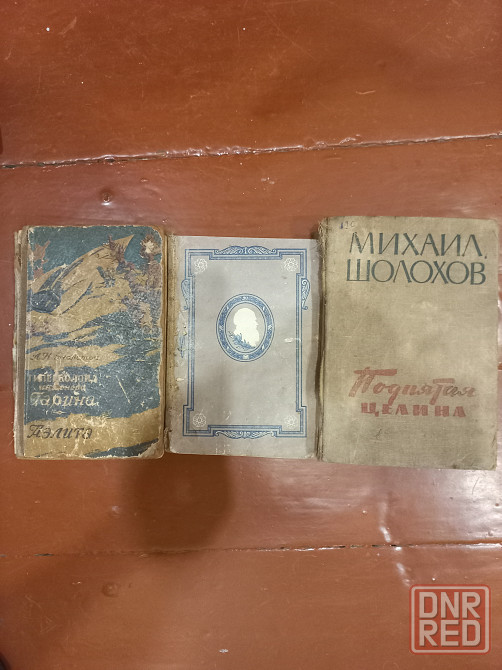 А.Н. Толстой
Гиперболоид
инженера
Гарина
Аэлита
МИХАИЛ
ШОЛОХОВ
Поднятая
ЦЕЛИНА
DNR
RED